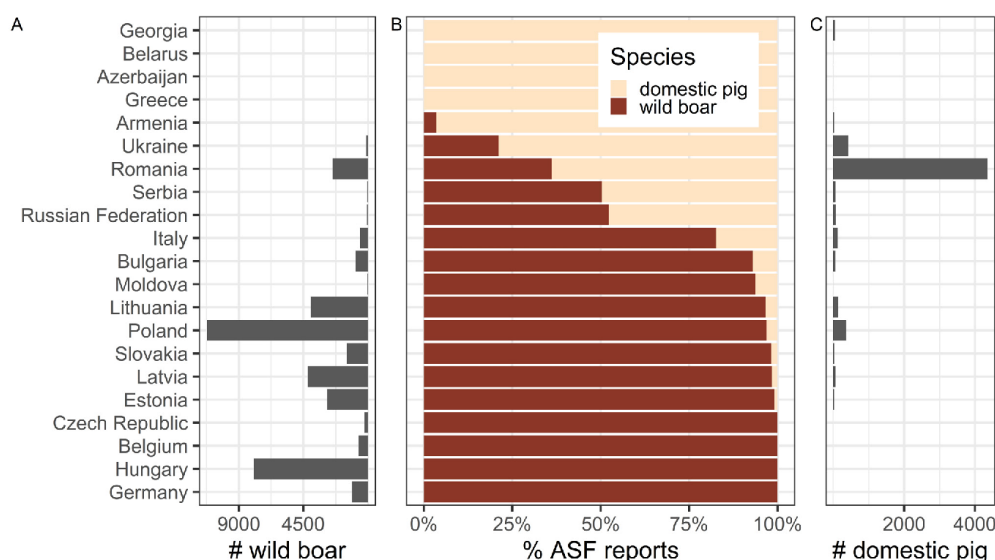 A
B
C
Georgia
Belarus
Azerbaijan
Greece
Armenia
Ukraine
Romania
Serbia
Russian Federation
Italy
Bulgaria
Moldova
Lithuania
Poland
Slovakia
Latvia
Estonia
Czech Republic
Belgium
Hungary
Germany
Species
domestic pig
wild boar
9000 4500
0% 25% 50% 75% 100%
2000 4000
# wild boar
% ASF reports
# domestic pig